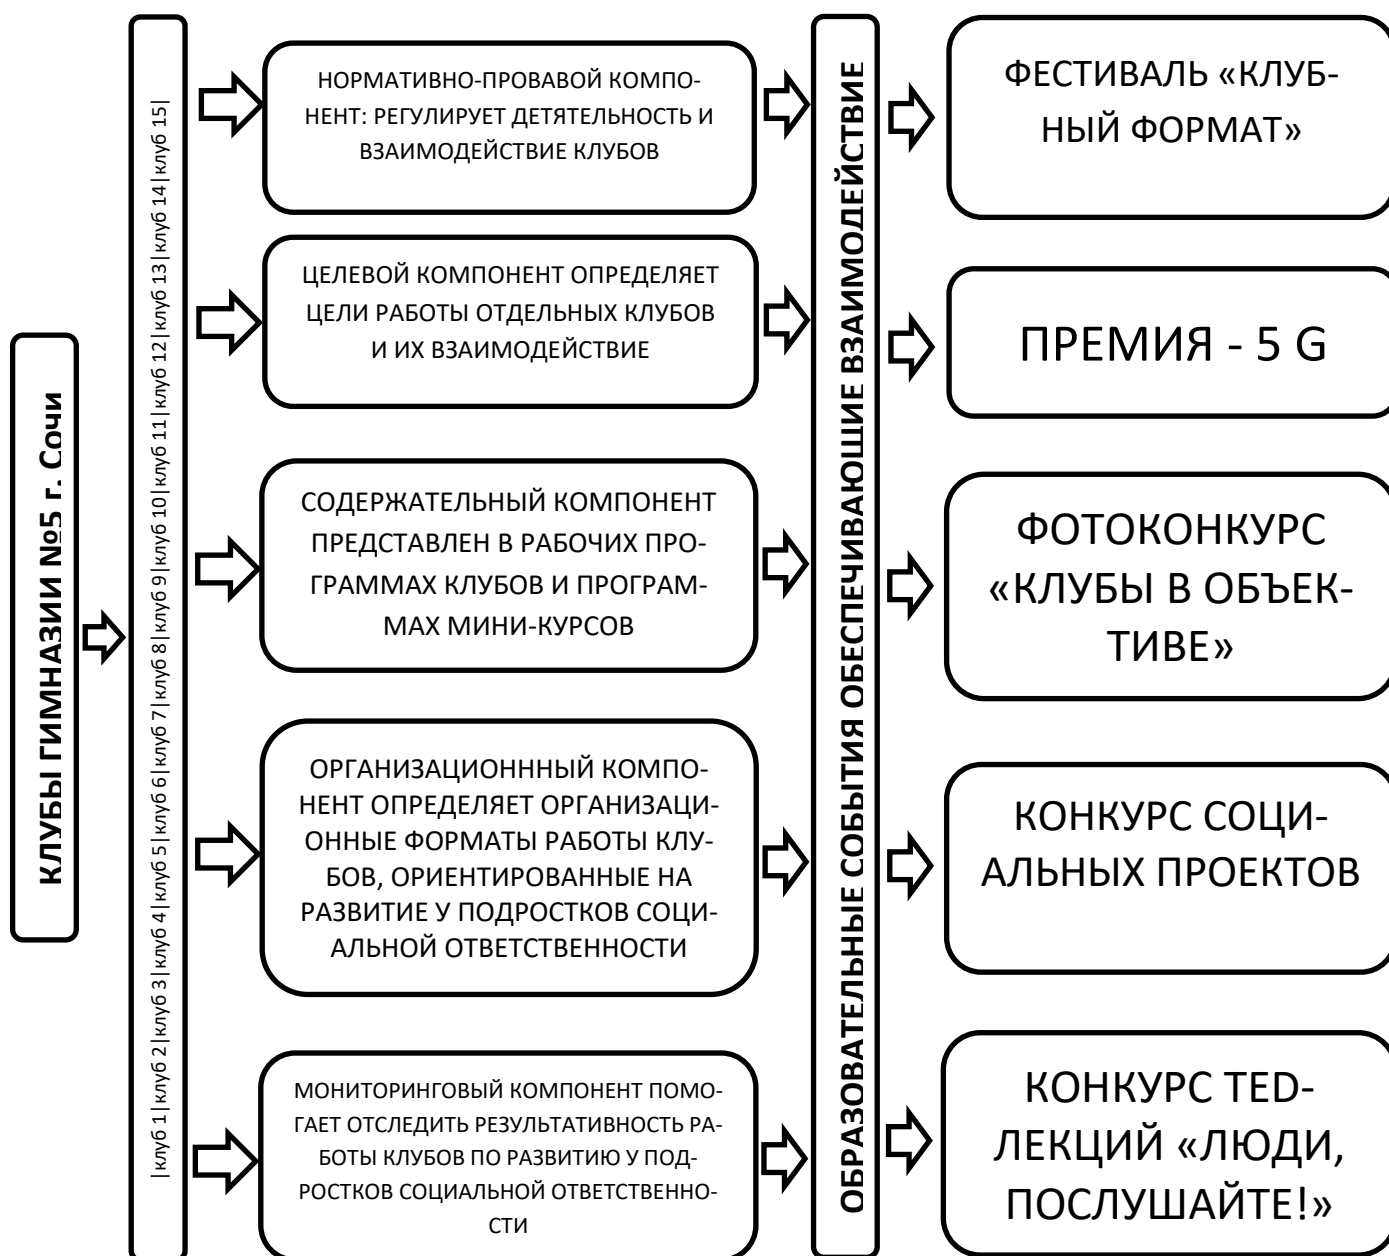 КЛУБЫ ГИМНАЗИИ №5 г. Сочи
|клуб 1|клуб 2|клуб 3|клуб 4|клуб 5|клуб 6|клуб 7|клуб 8|клуб 9|клуб 10|клуб 11|клуб 12|клуб 13|клуб 14|клуб 15|
НОРМАТИВНО-ПРОВАВОЙ КОМПО-
НЕНТ: РЕГУЛИРУЕТ ДЕТЯТЕЛЬНОСТЬ И
ВЗАИМОДЕЙСТВИЕ КЛУБОВ
ЦЕЛЕВОЙ КОМПОНЕНТ ОПРЕДЕЛЯЕТ
ЦЕЛИ РАБОТЫ ОТДЕЛЬНЫХ КЛУБОВ
И ИХ ВЗАИМОДЕЙСТВИЕ
СОДЕРЖАТЕЛЬНЫЙ КОМПОНЕНТ
ПРЕДСТАВЛЕН В РАБОЧИХ ПРО-
ГРАММАХ КЛУБОВ И ПРОГРАМ-
МАХ МИНИ-КУРСОВ
ОРГАНИЗАЦИОНННЫЙ КОМПО-
НЕНТ ОПРЕДЕЛЯЕТ ОРГАНИЗАЦИ-
ОННЫЕ ФОРМАТЫ РАБОТЫ КЛУ-
БОВ, ОРИЕНТИРОВАННЫЕ НА
РАЗВИТИЕ У ПОДРОСТКОВ СОЦИ-
АЛЬНОЙ ОТВЕТСТВЕННОСТИ
МОНИТОРИНГОВЫЙ КОМПОНЕНТ ПОМО-
ГАЕТ ОТСЛЕДИТЬ РЕЗУЛЬТАТИВНОСТЬ РА-
БОТЫ КЛУБОВ ПО РАЗВИТИЮ У ПОД-
РОСТКОВ СОЦИАЛЬНОЙ ОТВЕТСТВЕННО-
СТИ
ОБРАЗОВАТЕЛЬНЫЕ СОБЫТИЯ ОБЕСПЕЧИВАЮЩИЕ ВЗАИМОДЕЙСТВИЕ
ФЕСТИВАЛЬ «КЛУБ-
НЫЙ ФОРМАТ»
ПРЕМИЯ - 5 G
ФОТОКОНКУРС
«КЛУБЫ В ОБЪЕК-
ТИВЕ»
КОНКУРС СОЦИ-
АЛЬНЫХ ПРОЕКТОВ
КОНКУРС TED-
ЛЕКЦИЙ «ЛЮДИ,
ПОСЛУШАЙТЕ!»